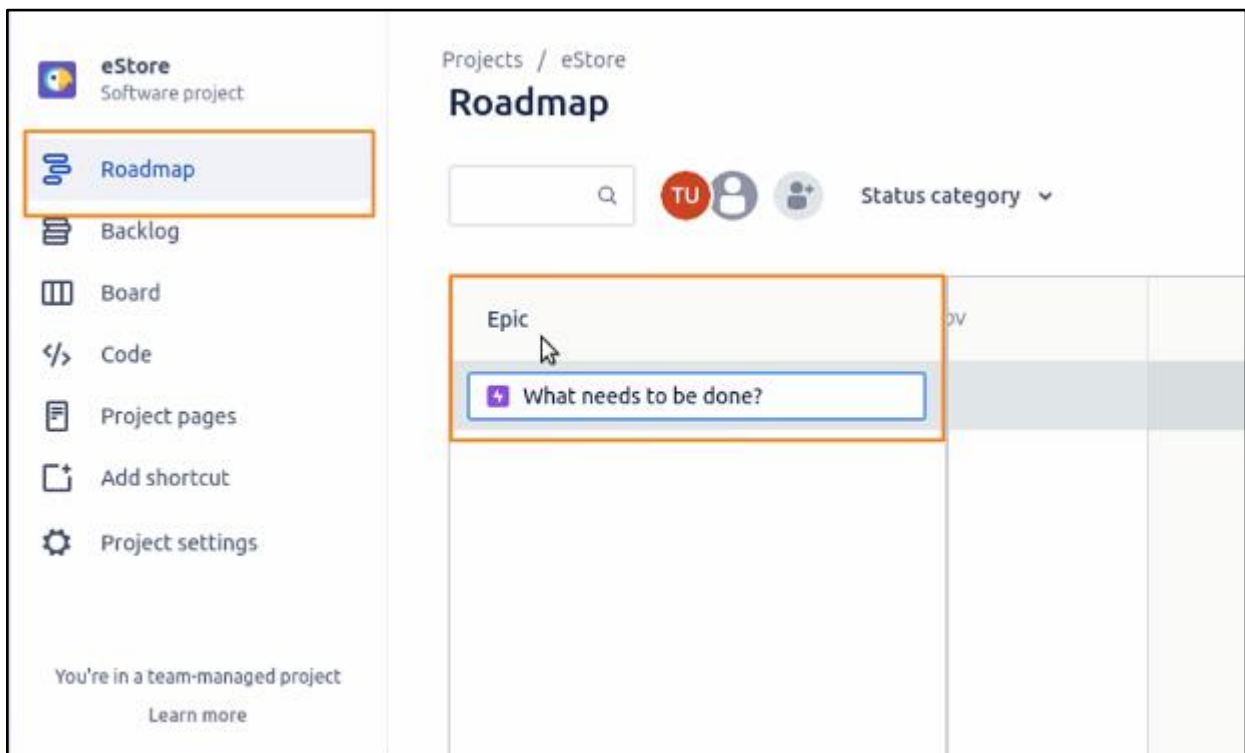 eStore
Software project
Roadmap
Backlog
Board
Code
Project pages
Add shortcut
Project settings
You're in a team-managed project
Learn more
Projects / eStore
Roadmap
TU
Status category
Epic
What needs to be done?